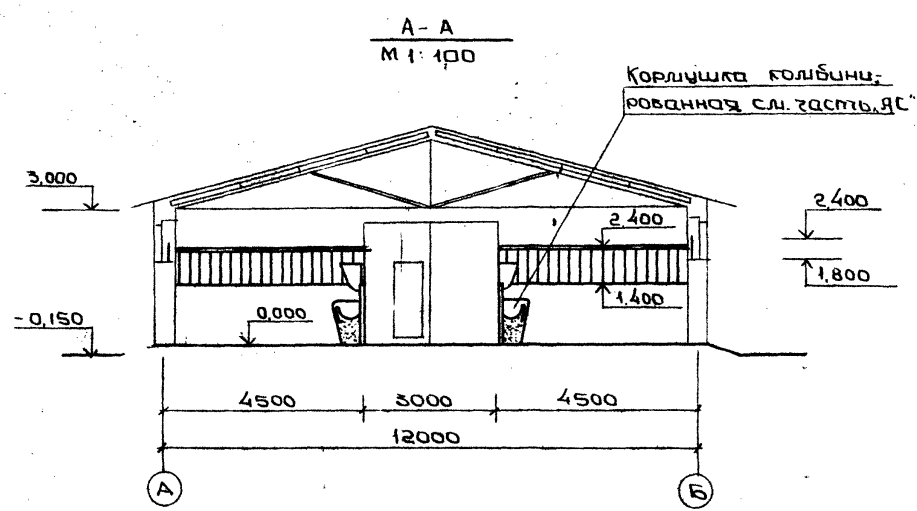 А - А
М 1:100
Кормушка комбини-
рованная см. часть „ЯС"
3,000
2,400
2,400
1,800
1,400
0,000
-0,150
4500
3000
4500
12000
А
Б